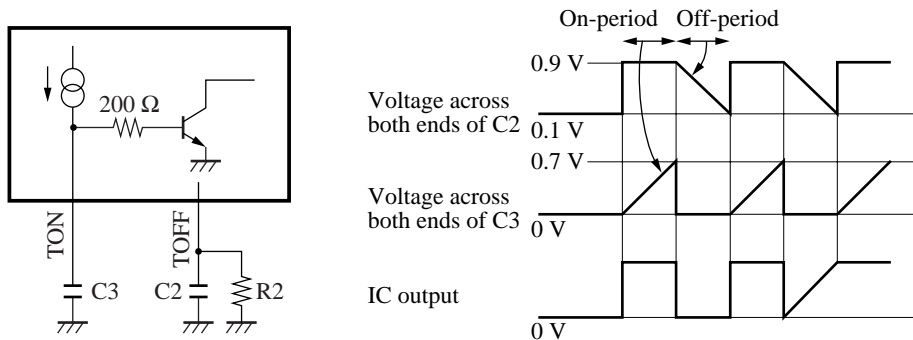 200 Ω
TON
TOFF
C3
C2
R2
On-period
Off-period
0.9 V
Voltage across
both ends of C2
0.1 V
0.7 V
Voltage across
both ends of C3
0 V
IC output
0 V